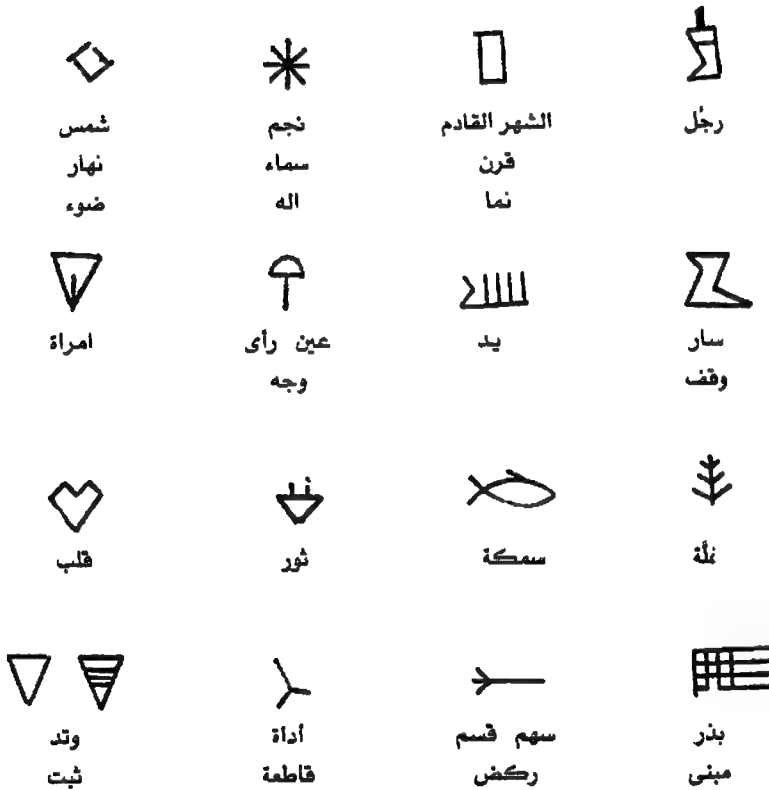 رجُل
الشهر القادم
قرن
نما
نجم
سماء
اله
شمس
نهار
ضوء
سار
وقف
يد
عين رأى
وجه
امراة
غلَّة
سمكة
ثور
قلب
بذر
مبنى
سهم قسم
ركض
أداة
قاطعة
وتد
ثبت